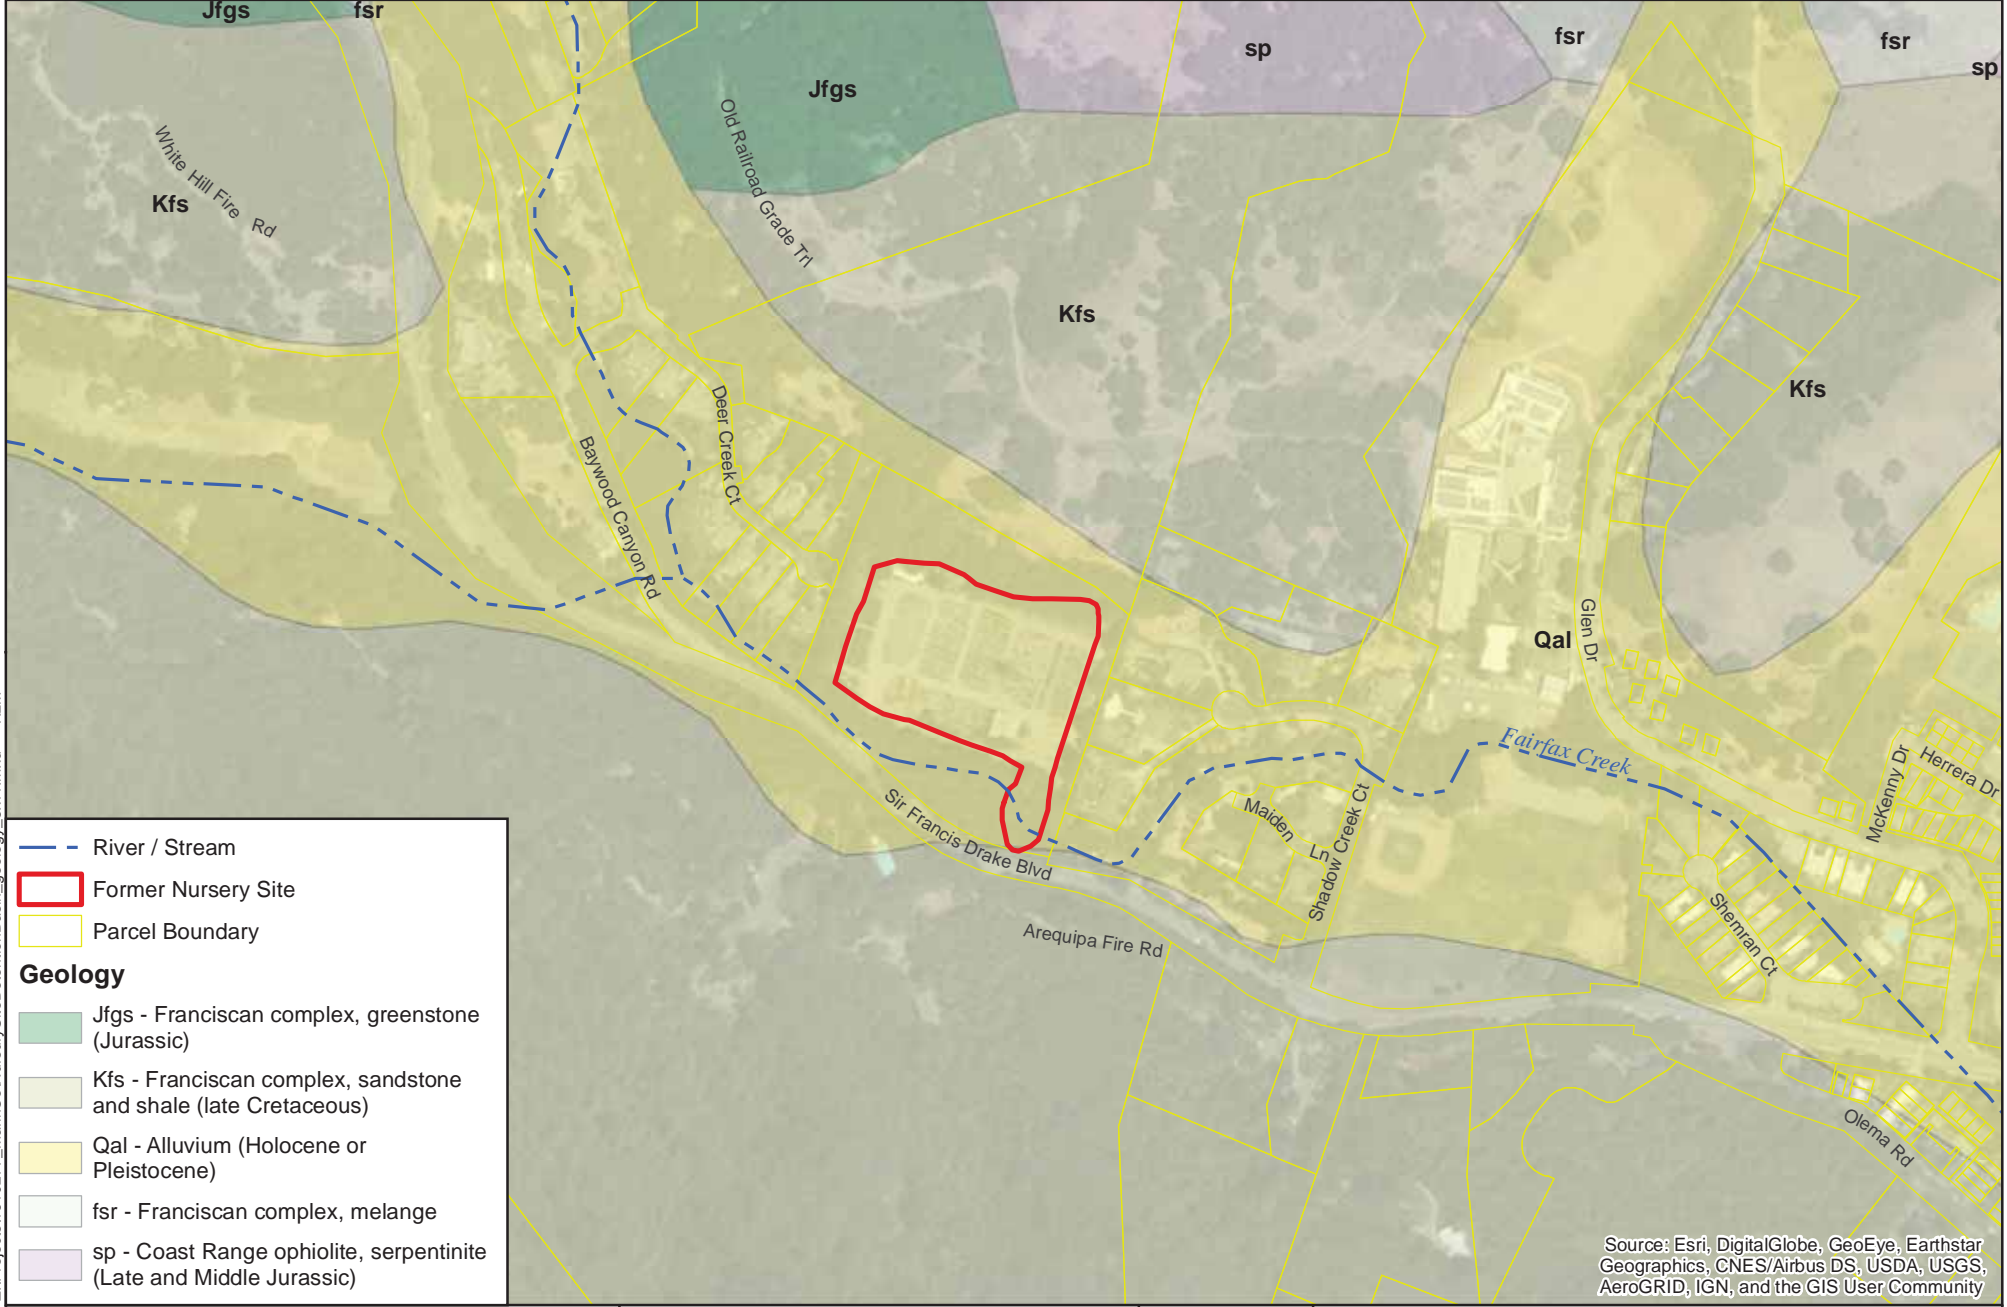 Jfgs
fsr
Jfgs
sp
fsr
fsr
sp
White Hill Fire Rd
Kfs
Old Railroad Grade Trl
Kfs
Kfs
Deer Creek Ct
Baywood Canyon Rd
Glen Dr
Qal
Fairfax Creek
McKenny Dr
Herrera Dr
Maiden Ln
Shadow Creek Ct
Sir Francis Drake Blvd
Arequipa Fire Rd
Shemran Ct
Olema Rd
River / Stream
Former Nursery Site
Parcel Boundary
Geology
Jfgs - Franciscan complex, greenstone
(Jurassic)
Kfs - Franciscan complex, sandstone
and shale (late Cretaceous)
Qal - Alluvium (Holocene or
Pleistocene)
fsr - Franciscan complex, melange
sp - Coast Range ophiolite, serpentinite
(Late and Middle Jurassic)
Source: Esri, DigitalGlobe, GeoEye, Earthstar
Geographics, CNES/Airbus DS, USDA, USGS,
AeroGRID, IGN, and the GIS User Community